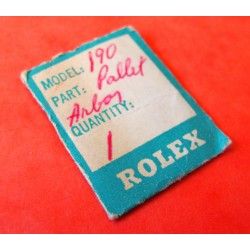 MODEL: 190
PART: Pallet
Arbor
QUANTITY:
1
ROLEX